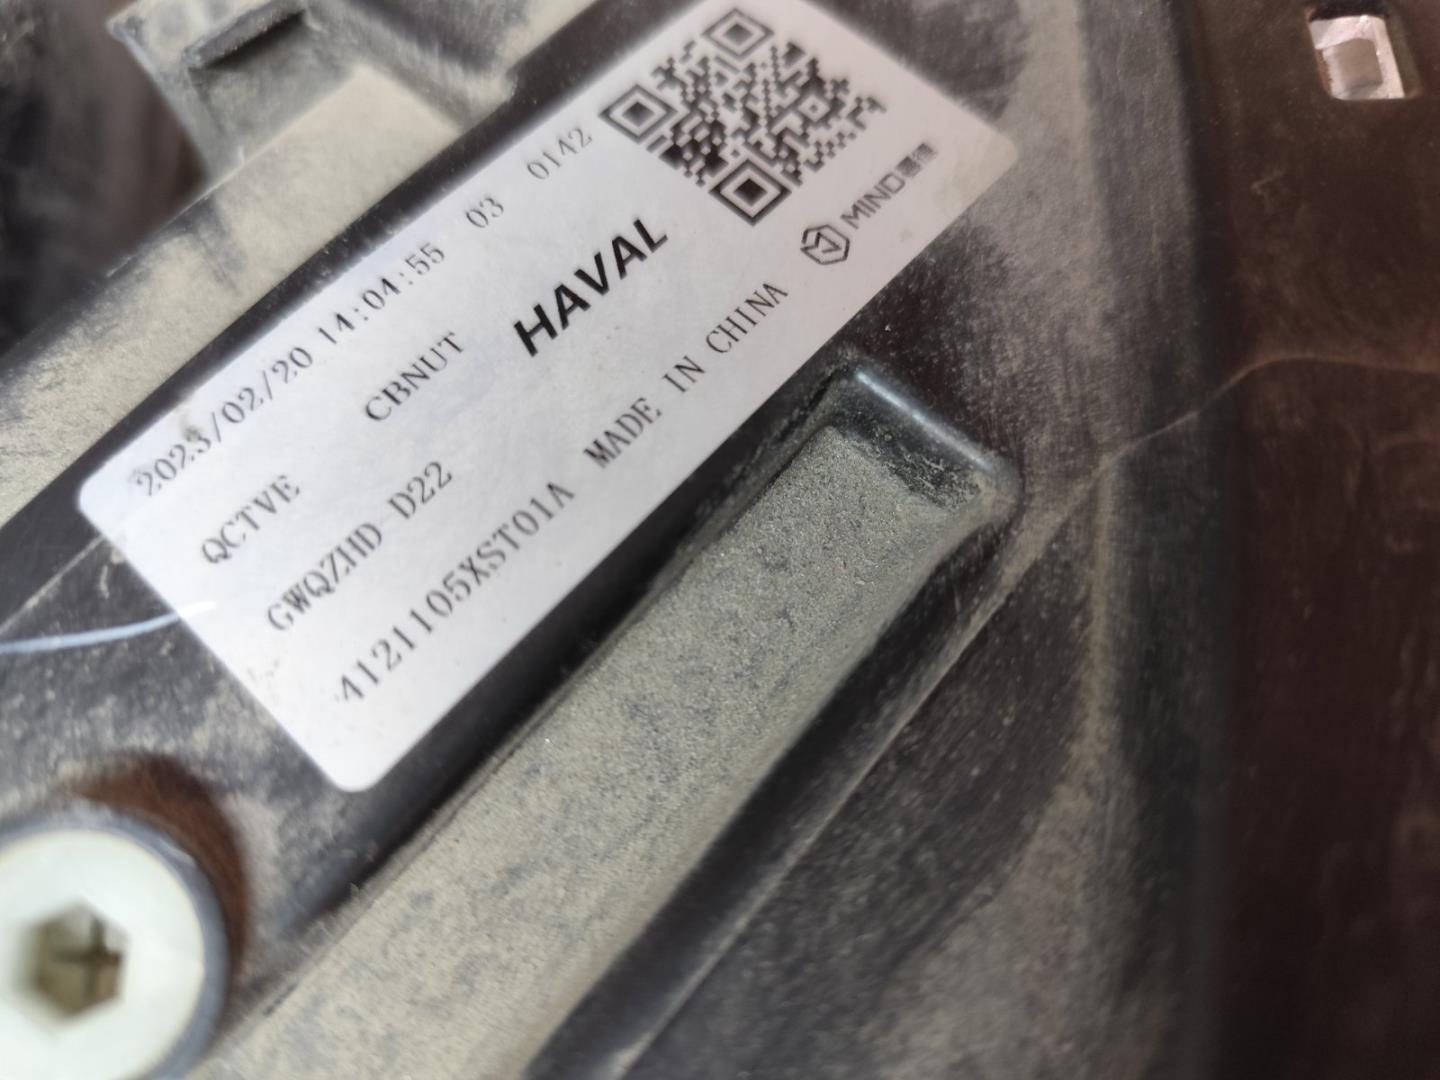 2023/02/20 14:04:55 03 0142
QCTVE CBNUT
HAVAL
GWQZHD D22
4121105XST01A MADE IN CHINA
MIND